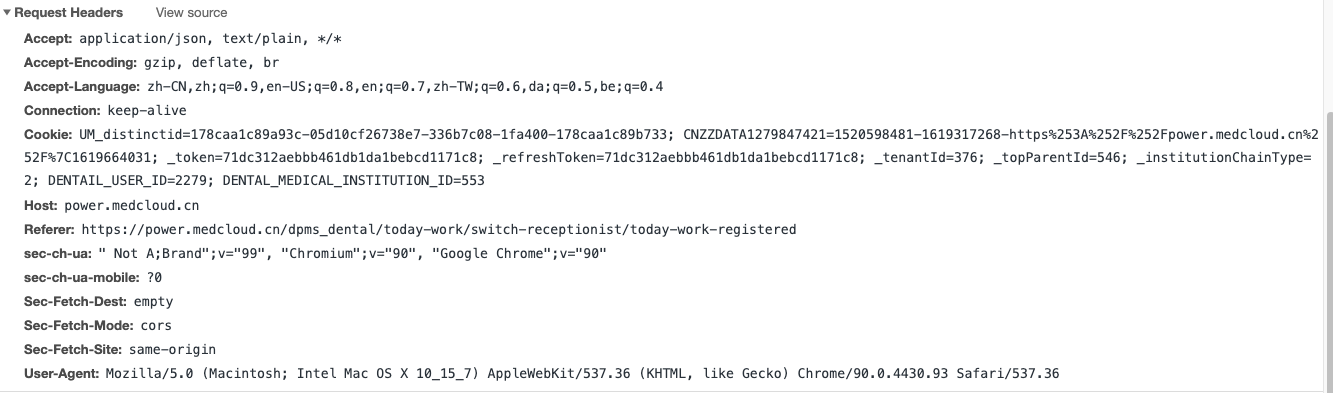 ▼Request Headers View source
Accept: application/json, text/plain, */*
Accept-Encoding: gzip, deflate, br
Accept-Language: zh-CN,zh;q=0.9,en-US;q=0.8,en;q=0.7,zh-TW;q=0.6,da;q=0.5,be;q=0.4
Connection: keep-alive
Cookie: UM_distinctid=178caa1c89a93c-05d10cf26738e7-336b7c08-1fa400-178caa1c89b733; CNZZDATA1279847421=1520598481-1619317268-https%253A%252F%252Fpower.medcloud.cn%2
52F%7C1619664031; _token=71dc312aebbb461db1da1bebcd1171c8; _refreshToken=71dc312aebbb461db1da1bebcd1171c8; _tenantId=376; _topParentId=546; _institutionChainType=
2; DENTAIL_USER_ID=2279; DENTAL_MEDICAL_INSTITUTION_ID=553
Host: power.medcloud.cn
Referer: https://power.medcloud.cn/dpms_dental/today-work/switch-receptionist/today-work-registered
sec-ch-ua: " Not A;Brand";v="99", "Chromium";v="90", "Google Chrome";v="90"
sec-ch-ua-mobile: ?0
Sec-Fetch-Dest: empty
Sec-Fetch-Mode: cors
Sec-Fetch-Site: same-origin
User-Agent: Mozilla/5.0 (Macintosh; Intel Mac OS X 10_15_7) AppleWebKit/537.36 (KHTML, like Gecko) Chrome/90.0.4430.93 Safari/537.36